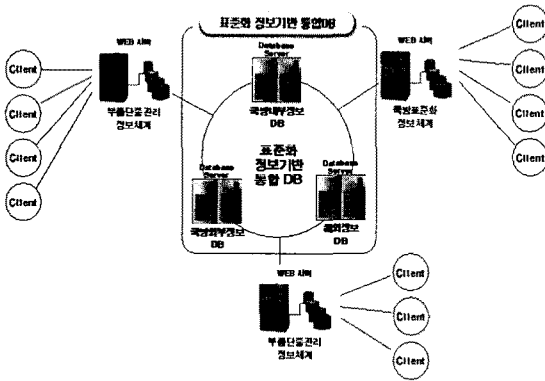 표준화 정보기반 통합DB
WEB 서버
Client
Client
Client
Client
부품단종관리
정보체계
Database
Server
국방내부정보
DB
표준화
정보기반
통합 DB
Database
Server
국방외부정보
DB
Database
Server
해외정보
DB
WEB 서버
국방표준화
정보체계
Client
Client
Client
Client
WEB 서버
부품단종관리
정보체계
Client
Client
Client